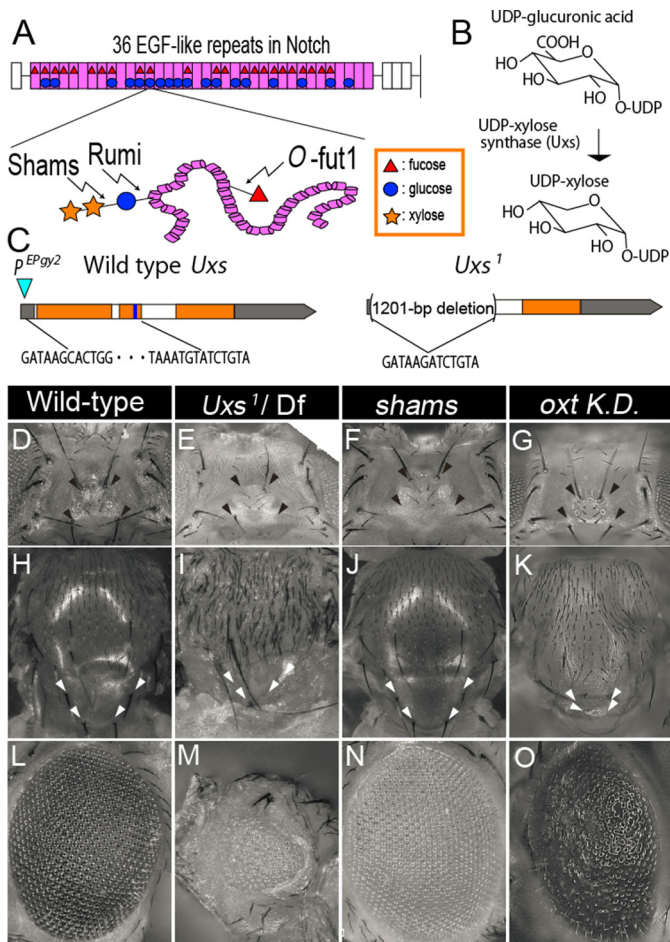 A
36 EGF-like repeats in Notch
Shams
Rumi
O-fut1
: fucose
: glucose
: xylose
B
UDP-glucuronic acid
COOH
O
HO
HO
HO
O-UDP
UDP-xylose
synthase (Uxs)
UDP-xylose
HO
O
HO
HO
O-UDP
C
P EPgy2
Wild type Uxs
GATAAGCACTGG · · · TAAATGTATCTGTA
Uxs 1
1201-bp deletion
GATAAGATCTGTA
Wild-type
Uxs 1/ Df
shams
oxt K.D.
D
E
F
G
H
I
J
K
L
M
N
O